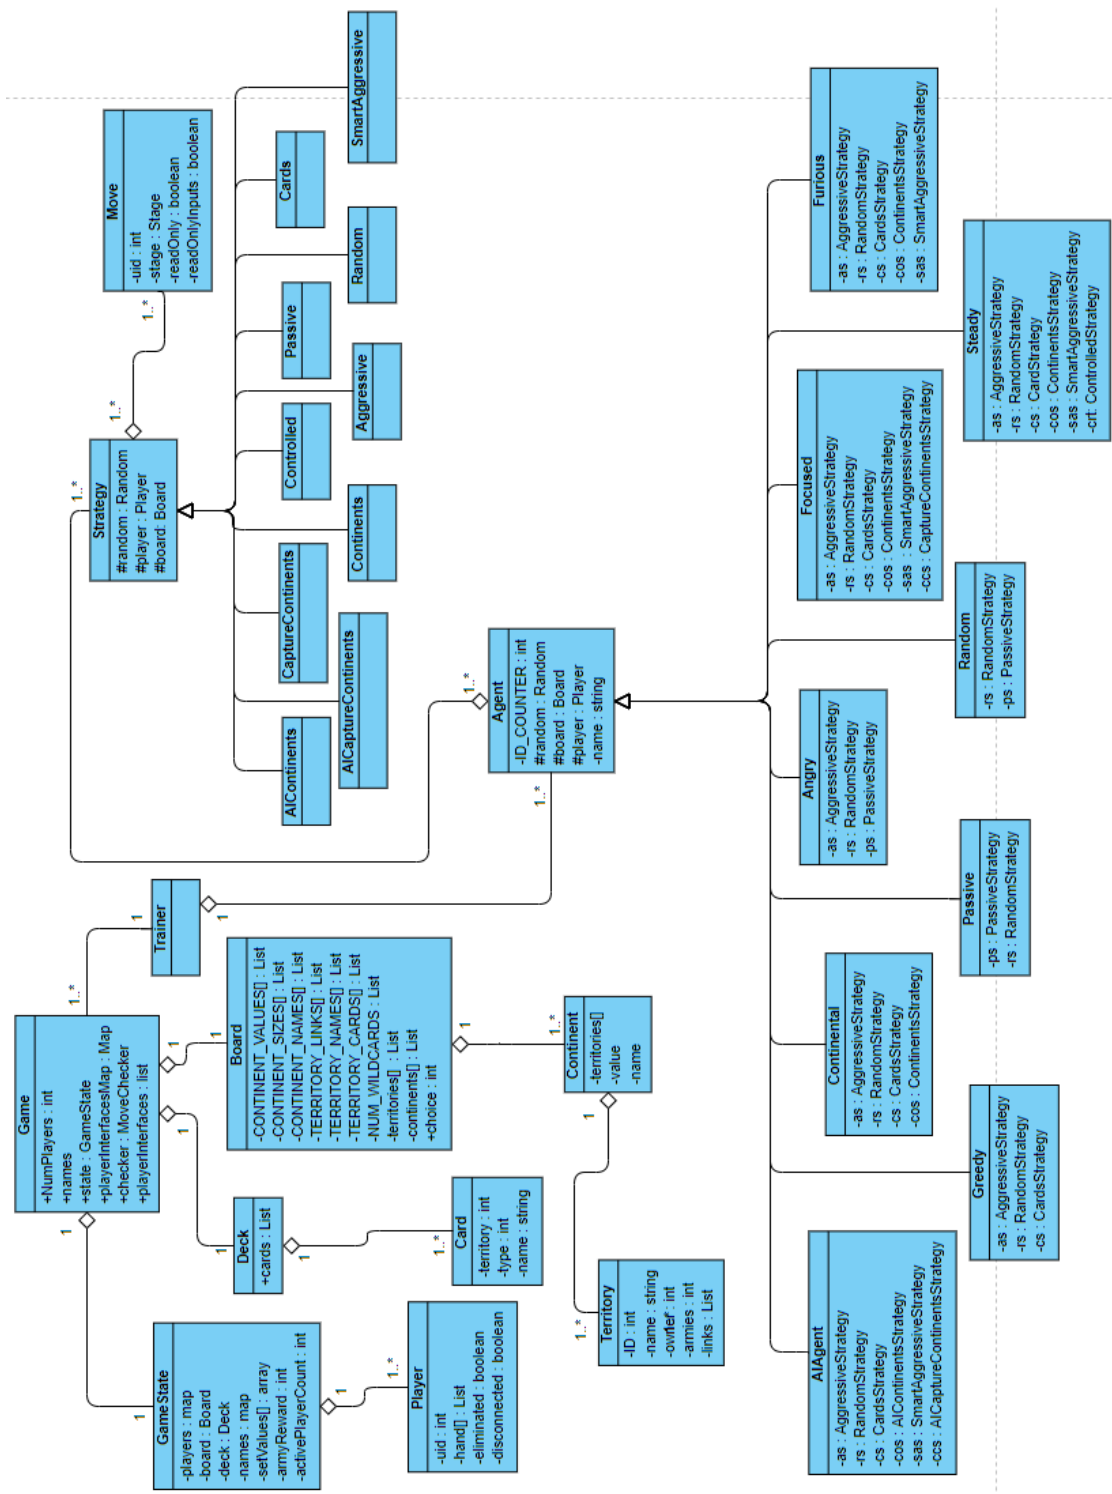 Game
+NumPlayers : int
+names
+state : GameState
+playerInterfacesMap : Map
+checker : MoveChecker
+playerInterfaces : list
1
1
1
1..*
GameState
-players : map
-board : Board
-deck : Deck
-names : map
-setValues[] : array
-armyReward : int
-activePlayerCount : int
1
1
Player
-uid : int
-hand[] : List
-eliminated : boolean
-disconnected : boolean
1..*
Deck
+cards : List
1
1
Card
-territory : int
-type : int
-name : string
1..*
Board
-CONTINENT_VALUES[] : List
-CONTINENT_SIZES[] : List
-CONTINENT_NAMES[] : List
-TERRITORY_LINKS[] : List
-TERRITORY_NAMES[] : List
-TERRITORY_CARDS[] : List
-NUM_WILDCARDS : List
-territories[] : List
-continents[] : List
+choice : int
1
1
Continent
-territories[]
-value
-name
1..*
1
Territory
-ID : int
-name : string
-owner : int
-armies : int
-links : List
1..*
Trainer
1
1
Agent
-ID_COUNTER : int
#random : Random
#board : Board
#player : Player
-name : string
1..*
1..*
Strategy
#random : Random
#player : Player
#board: Board
1..*
1..*
Move
-uid : int
-stage : Stage
-readOnly : boolean
-readOnlyInputs : boolean
1..*
AIContinents
AICaptureContinents
CaptureContinents
Continents
Controlled
Aggressive
Passive
Random
Cards
SmartAggressive
AIAgent
-as : AggressiveStrategy
-rs : RandomStrategy
-cs : CardsStrategy
-cos : AIContinentsStrategy
-sas : SmartAggressiveStrategy
-ccs : AICaptureContinentsStrategy
Greedy
-as : AggressiveStrategy
-rs : RandomStrategy
-cs : CardsStrategy
Continental
-as : AggressiveStrategy
-rs : RandomStrategy
-cs : CardsStrategy
-cos : ContinentsStrategy
Passive
-ps : PassiveStrategy
-rs : RandomStrategy
Angry
-as : AggressiveStrategy
-rs : RandomStrategy
-ps : PassiveStrategy
Random
-rs : RandomStrategy
-ps : PassiveStrategy
Focused
-as : AggressiveStrategy
-rs : RandomStrategy
-cs : CardsStrategy
-cos : ContinentsStrategy
-sas : SmartAggressiveStrategy
-ccs : CaptureContinentsStrategy
Steady
-as : AggressiveStrategy
-rs : RandomStrategy
-cs : CardStrategy
-cos : ContinentsStrategy
-sas : SmartAggressiveStrategy
-crt: ControlledStrategy
Furious
-as : AggressiveStrategy
-rs : RandomStrategy
-cs : CardsStrategy
-cos : ContinentsStrategy
-sas : SmartAggressiveStrategy